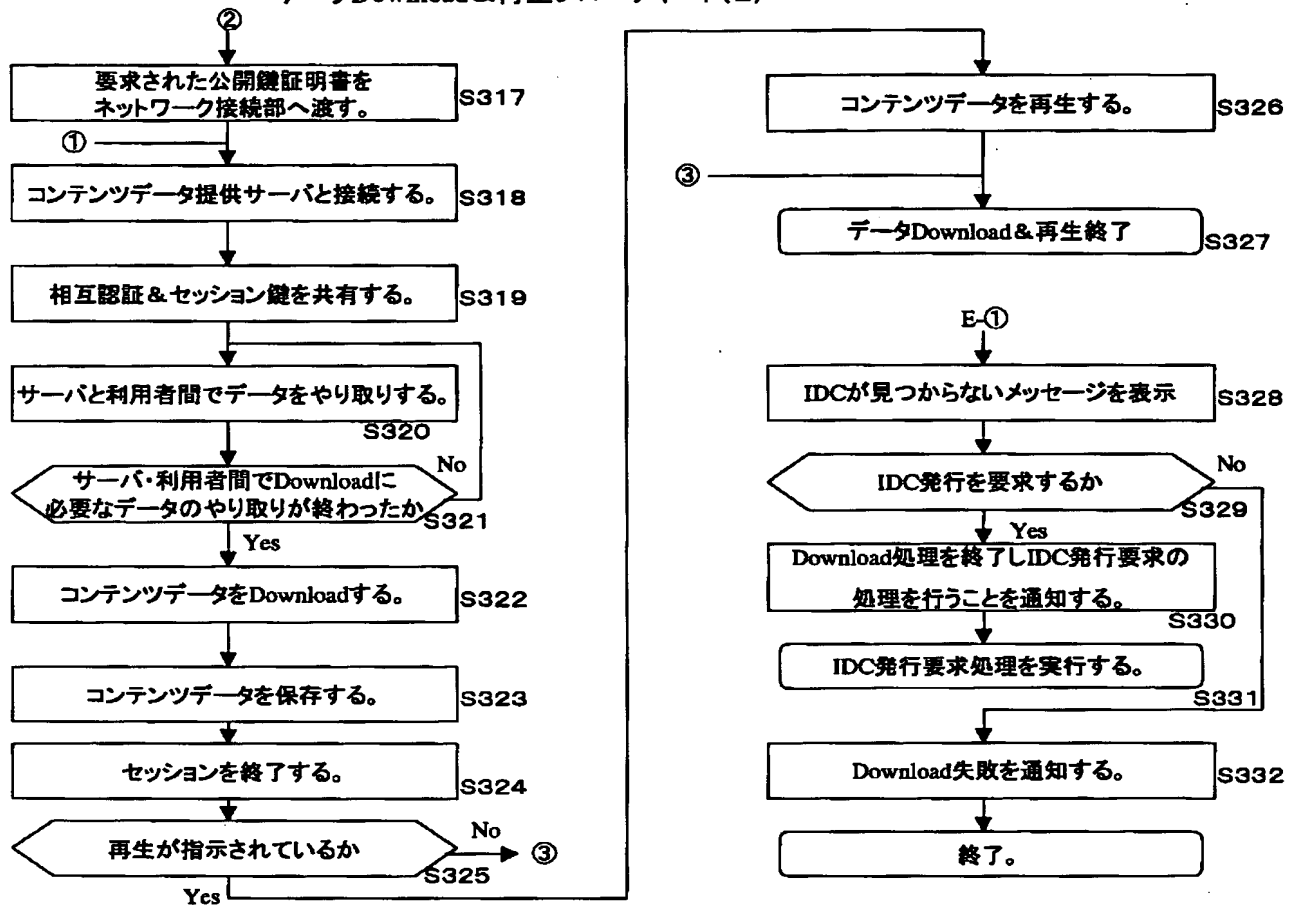 ②
要求された公開鍵証明書を
ネットワーク接続部へ渡す。
S317
①
コンテンツデータ提供サーバと接続する。
S318
相互認証＆セッション鍵を共有する。
S319
サーバと利用者間でデータをやり取りする。
S320
サーバ・利用者間でDownloadに
必要なデータのやり取りが終わったか
No
S321
Yes
コンテンツデータをDownloadする。
S322
コンテンツデータを保存する。
S323
セッションを終了する。
S324
再生が指示されているか
No
③
S325
Yes
コンテンツデータを再生する。
S326
③
データDownload＆再生終了
S327
E-①
IDCが見つからないメッセージを表示
S328
IDC発行を要求するか
No
S329
Yes
Download処理を終了しIDC発行要求の
処理を行うことを通知する。
S330
IDC発行要求処理を実行する。
S331
Download失敗を通知する。
S332
終了。